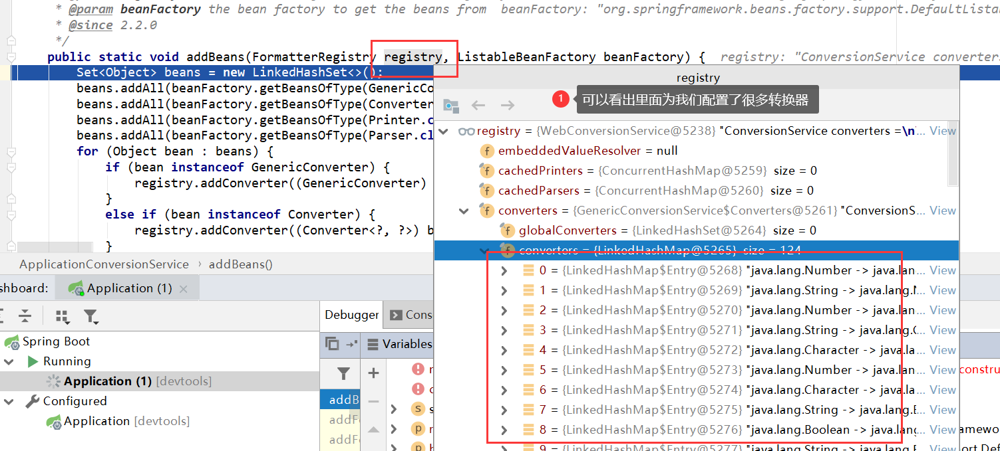 * @param beanFactory the bean factory to get the beans from  beanFactory: "org.springframework.beans.factory.support.DefaultLista
* @since 2.2.0
*/
public static void addBeans(FormatterRegistry registry, ListableBeanFactory beanFactory) {  registry: "ConversionService converter
Set<Object> beans = new LinkedHashSet<>();
beans.addAll(beanFactory.getBeansOfType(GenericCo
beans.addAll(beanFactory.getBeansOfType(Converter
beans.addAll(beanFactory.getBeansOfType(Printer.c
beans.addAll(beanFactory.getBeansOfType(Parser.cl
for (Object bean : beans) {
if (bean instanceof GenericConverter) {
registry.addConverter((GenericConverter)
}
else if (bean instanceof Converter) {
registry.addConverter((Converter<?, ?>) b
}
registry
1 可以看出里面为我们配置了很多转换器
registry = {WebConversionService@5238} "ConversionService converters =\n ... View
embeddedValueResolver = null
cachedPrinters = {ConcurrentHashMap@5259} size = 0
cachedParsers = {ConcurrentHashMap@5260} size = 0
converters = {GenericConversionService$Converters@5261} "ConversionS... View
globalConverters = {LinkedHashSet@5264} size = 0
converters = {LinkedHashMap@5265} size = 124
0 = {LinkedHashMap$Entry@5268} "java.lang.Number -> java.lan... View
1 = {LinkedHashMap$Entry@5269} "java.lang.String -> java.lang.N... View
2 = {LinkedHashMap$Entry@5270} "java.lang.Number -> java.lan... View
3 = {LinkedHashMap$Entry@5271} "java.lang.String -> java.lang.C... View
4 = {LinkedHashMap$Entry@5272} "java.lang.Character -> java.la... View
5 = {LinkedHashMap$Entry@5273} "java.lang.Number -> java.lan... View
6 = {LinkedHashMap$Entry@5274} "java.lang.Character -> java.la... View
7 = {LinkedHashMap$Entry@5275} "java.lang.String -> java.lang.E... View
8 = {LinkedHashMap$Entry@5276} "java.lang.Boolean -> java.lang... View
9 = {LinkedHashMap$Entry@5277} "java.lang.String -> java.lang. ... View
ApplicationConversionService › addBeans()
shboard: Application (1)
Debugger Cons
Variables
Spring Boot
Running
Application (1) [devtools]
Configured
Application [devtools]
addB
addFo
addFo
constru
amewo
ort.Def